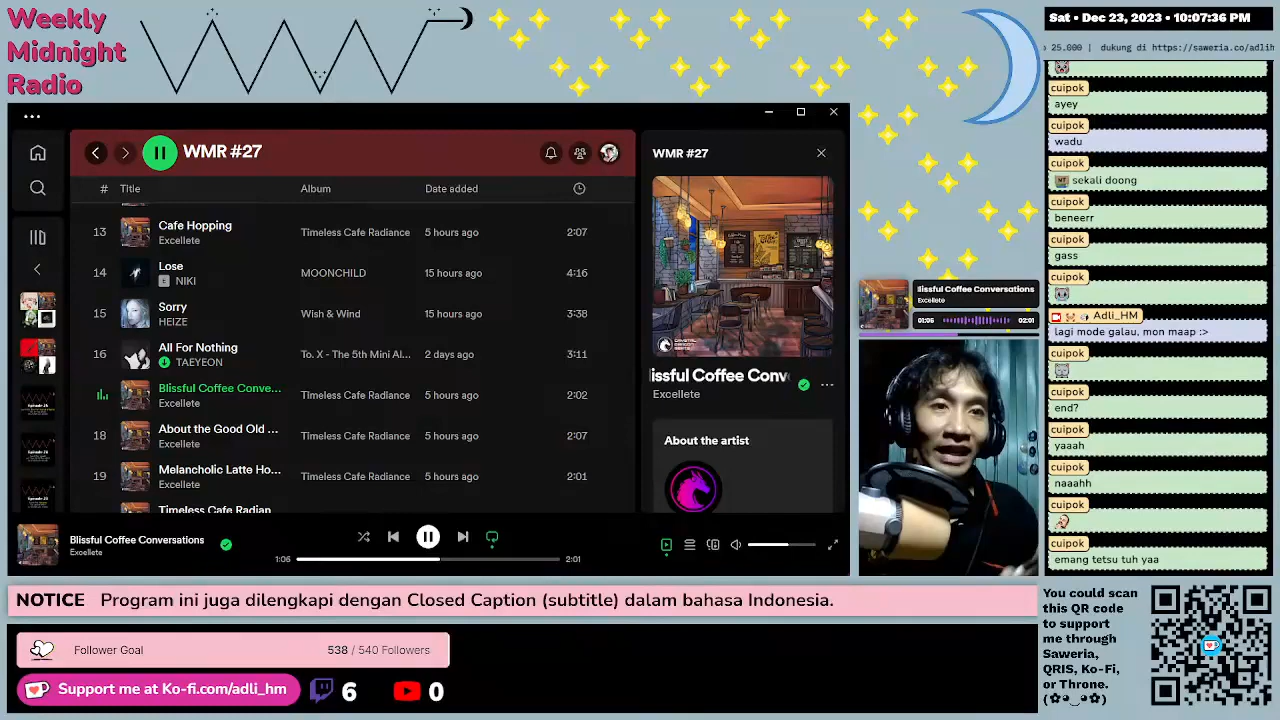 Weekly
Midnight
Radio
Sat • Dec 23, 2023 • 10:07:36 PM
25.000 | dukung di https://saweria.co/adlih
WMR #27
# Title Album Date added
Cafe Hopping
Excellete
Timeless Cafe Radiance 5 hours ago 2:07
14 Lose
NIKI
MOONCHILD 15 hours ago 4:16
15 Sorry
HEIZE
Wish & Wind 15 hours ago 3:38
16 All For Nothing
TAEYEON
To. X - The 5th Mini Al... 2 days ago 3:11
Blissful Coffee Conve...
Excellete
Timeless Cafe Radiance 5 hours ago 2:02
18 About the Good Old ...
Excellete
Timeless Cafe Radiance 5 hours ago 2:07
19 Melancholic Latte Ho...
Excellete
Timeless Cafe Radiance 5 hours ago 2:01
Timeless Cafe Radian
WMR #27
lissful Coffee Conv
Excellete
About the artist
Blissful Coffee Conversations
Excellete
1:06 2:01
lissful Coffee Conversations
Excellete
01:06 02:01
cuipok
ayey
cuipok
wadu
cuipok
sekali doong
cuipok
beneerr
cuipok
gass
cuipok
Adli_HM
lagi mode galau, mon maap :>
cuipok
cuipok
end?
cuipok
yaaah
cuipok
naaahh
cuipok
cuipok
emang tetsu tuh yaa
NOTICE Program ini juga dilengkapi dengan Closed Caption (subtitle) dalam bahasa Indonesia.
Follower Goal 538 / 540 Followers
Support me at Ko-fi.com/adli_hm 6 0
You could scan
this QR code
to support
me through
Saweria,
QRIS, Ko-Fi,
or Throne.